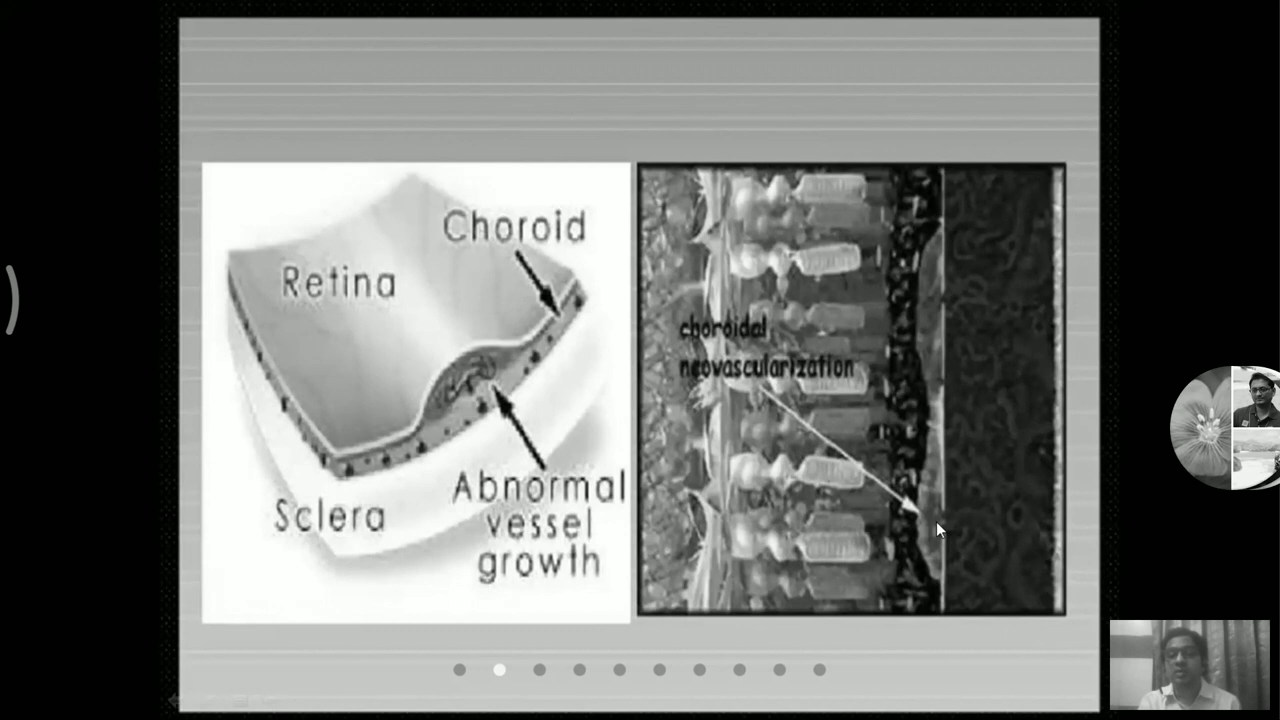 Choroid
Retina
Sclera
Abnormal
vessel
growth
choroidal
neovascularization